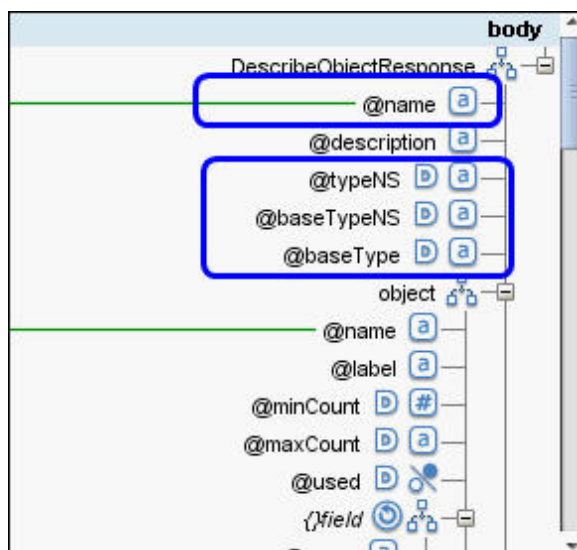 body
DescribeObjectResponse
@name a
@description a
@typeNS D a
@baseTypeNS D a
@baseType D a
object
@name a
@label a
@minCount D #
@maxCount D a
@used D
{}field